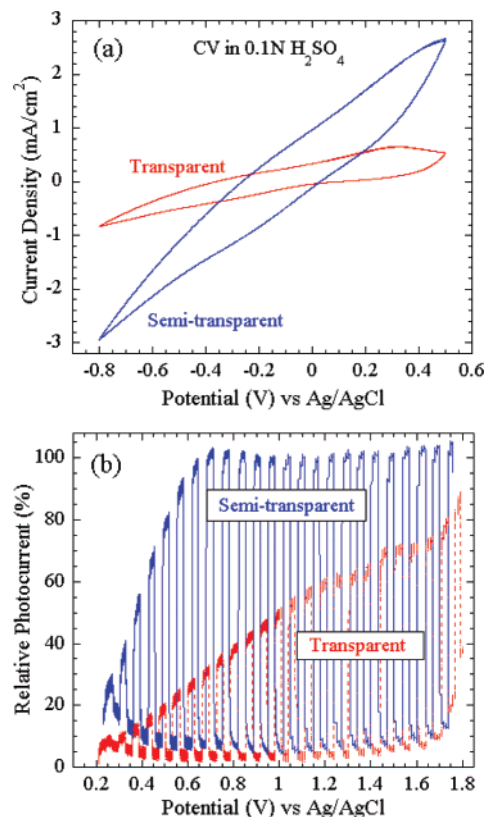 (a)
CV in 0.1N H₂SO₄
Current Density (mA/cm²)
3
2
1
0
-1
-2
-3
Transparent
Semi-transparent
-0.8 -0.6 -0.4 -0.2 0 0.2 0.4 0.6
Potential (V) vs Ag/AgCl
(b)
Relative Photocurrent (%)
100
80
60
40
20
0
Semi-transparent
Transparent
0.2 0.4 0.6 0.8 1 1.2 1.4 1.6 1.8
Potential (V) vs Ag/AgCl